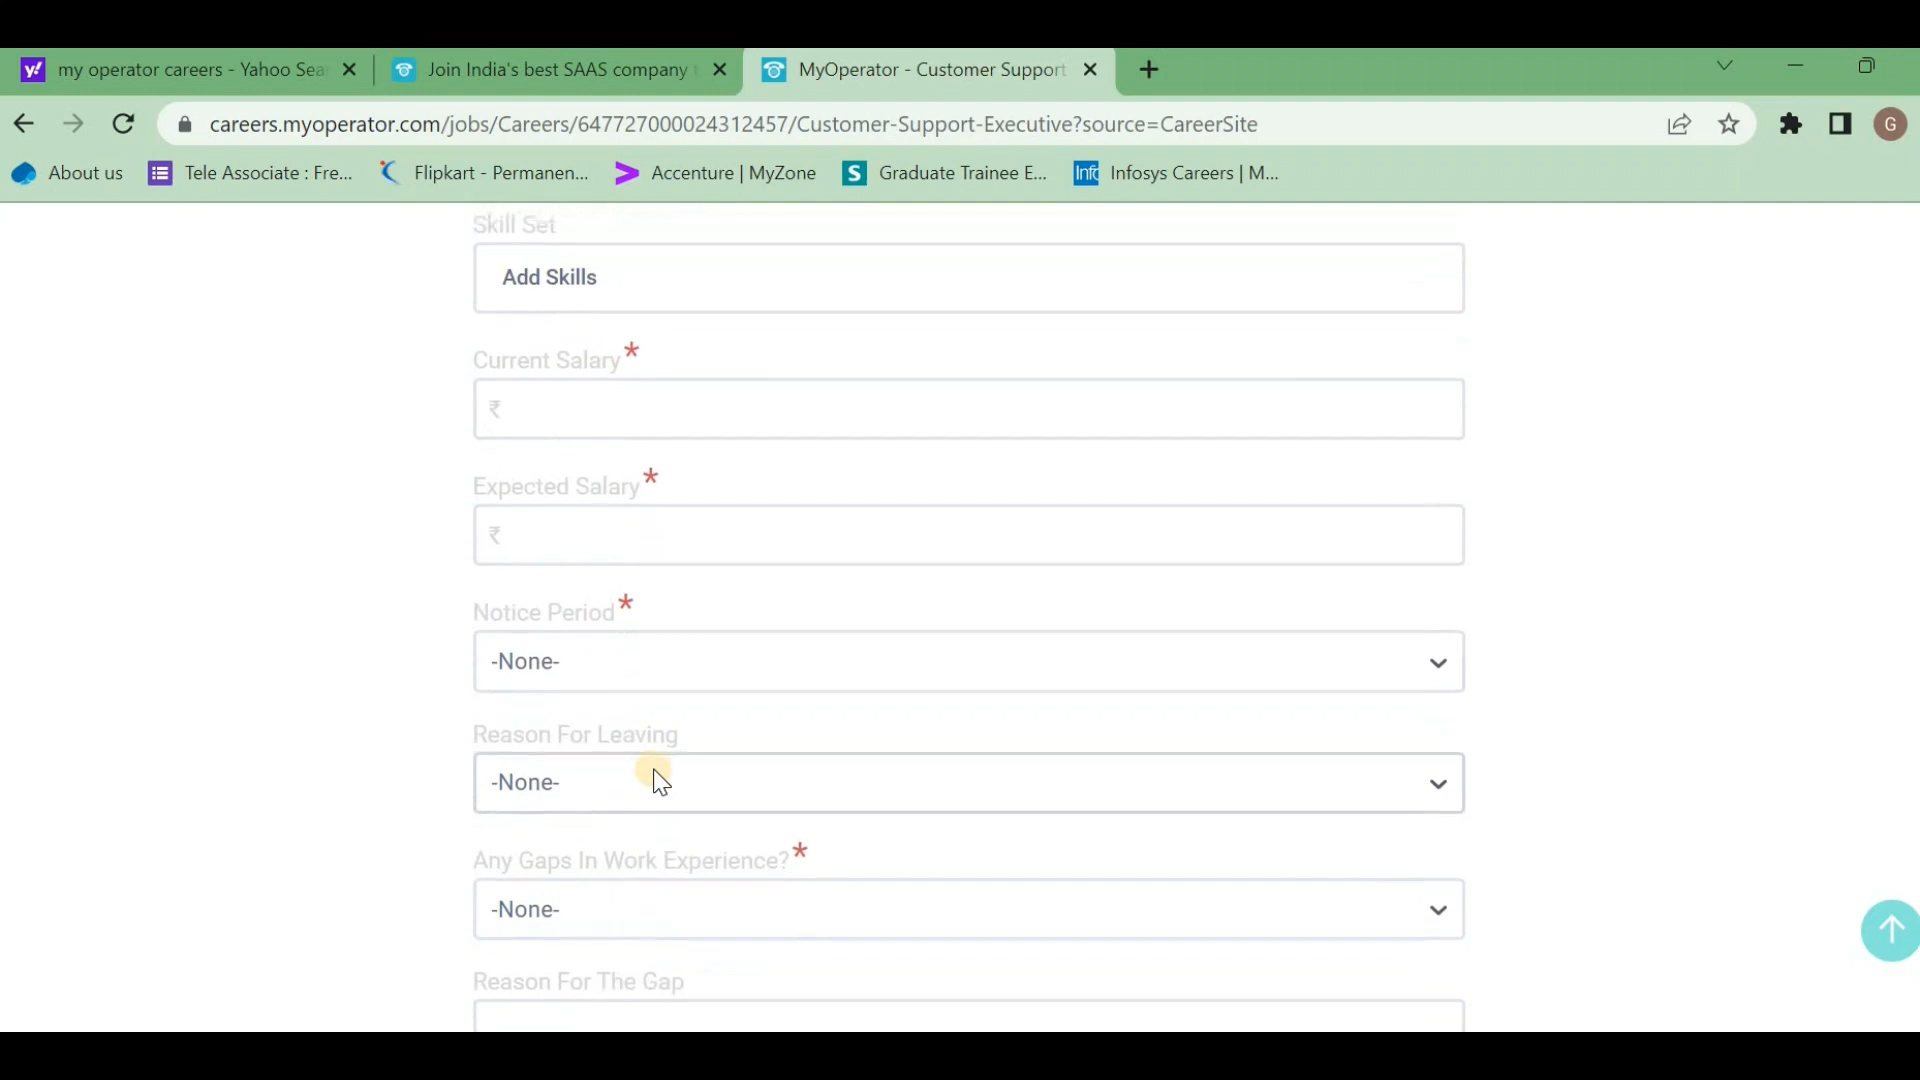 y! my operator careers - Yahoo Sea
Join India's best SAAS company
MyOperator - Customer Support
careers.myoperator.com/jobs/Careers/647727000024312457/Customer-Support-Executive?source=CareerSite
G
About us
Tele Associate : Fre...
Flipkart - Permanen...
Accenture | MyZone
S Graduate Trainee E...
Infosys Careers | M...
Skill Set
Add Skills
Current Salary*
₹
Expected Salary*
₹
Notice Period*
-None-
Reason For Leaving
-None-
Any Gaps In Work Experience?*
-None-
Reason For The Gap